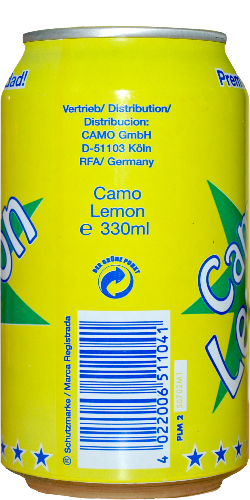 dad!
Prem
Vertrieb/ Distribution/
Distribucion:
CAMO GmbH
D-51103 Köln
RFA/ Germany
Camo
Lemon
e 330ml
DER GRÜNE PUNKT
on
Cam
Le
® Schutzmarke / Marca Registrada
4 022006 511041
PLM 2